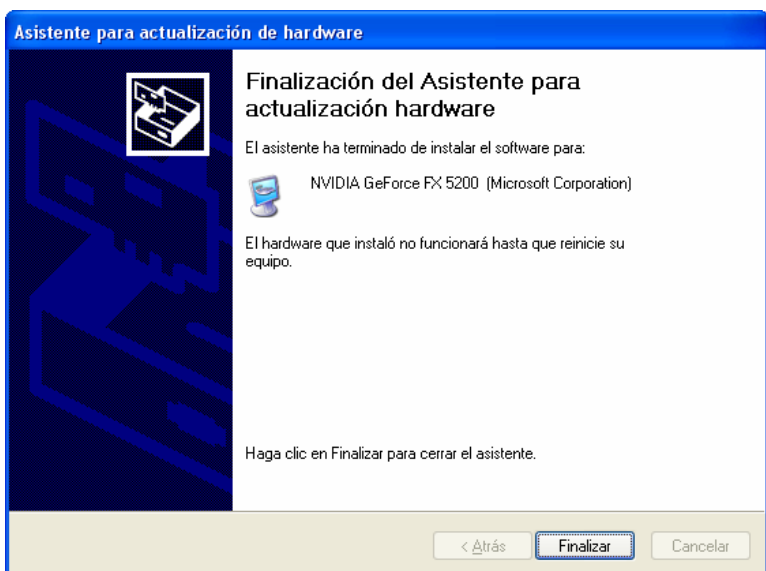 Asistente para actualización de hardware
Finalización del Asistente para
actualización hardware
El asistente ha terminado de instalar el software para:
NVIDIA GeForce FX 5200 (Microsoft Corporation)
El hardware que instaló no funcionará hasta que reinicie su
equipo.
Haga clic en Finalizar para cerrar el asistente.
< Atrás Finalizar Cancelar